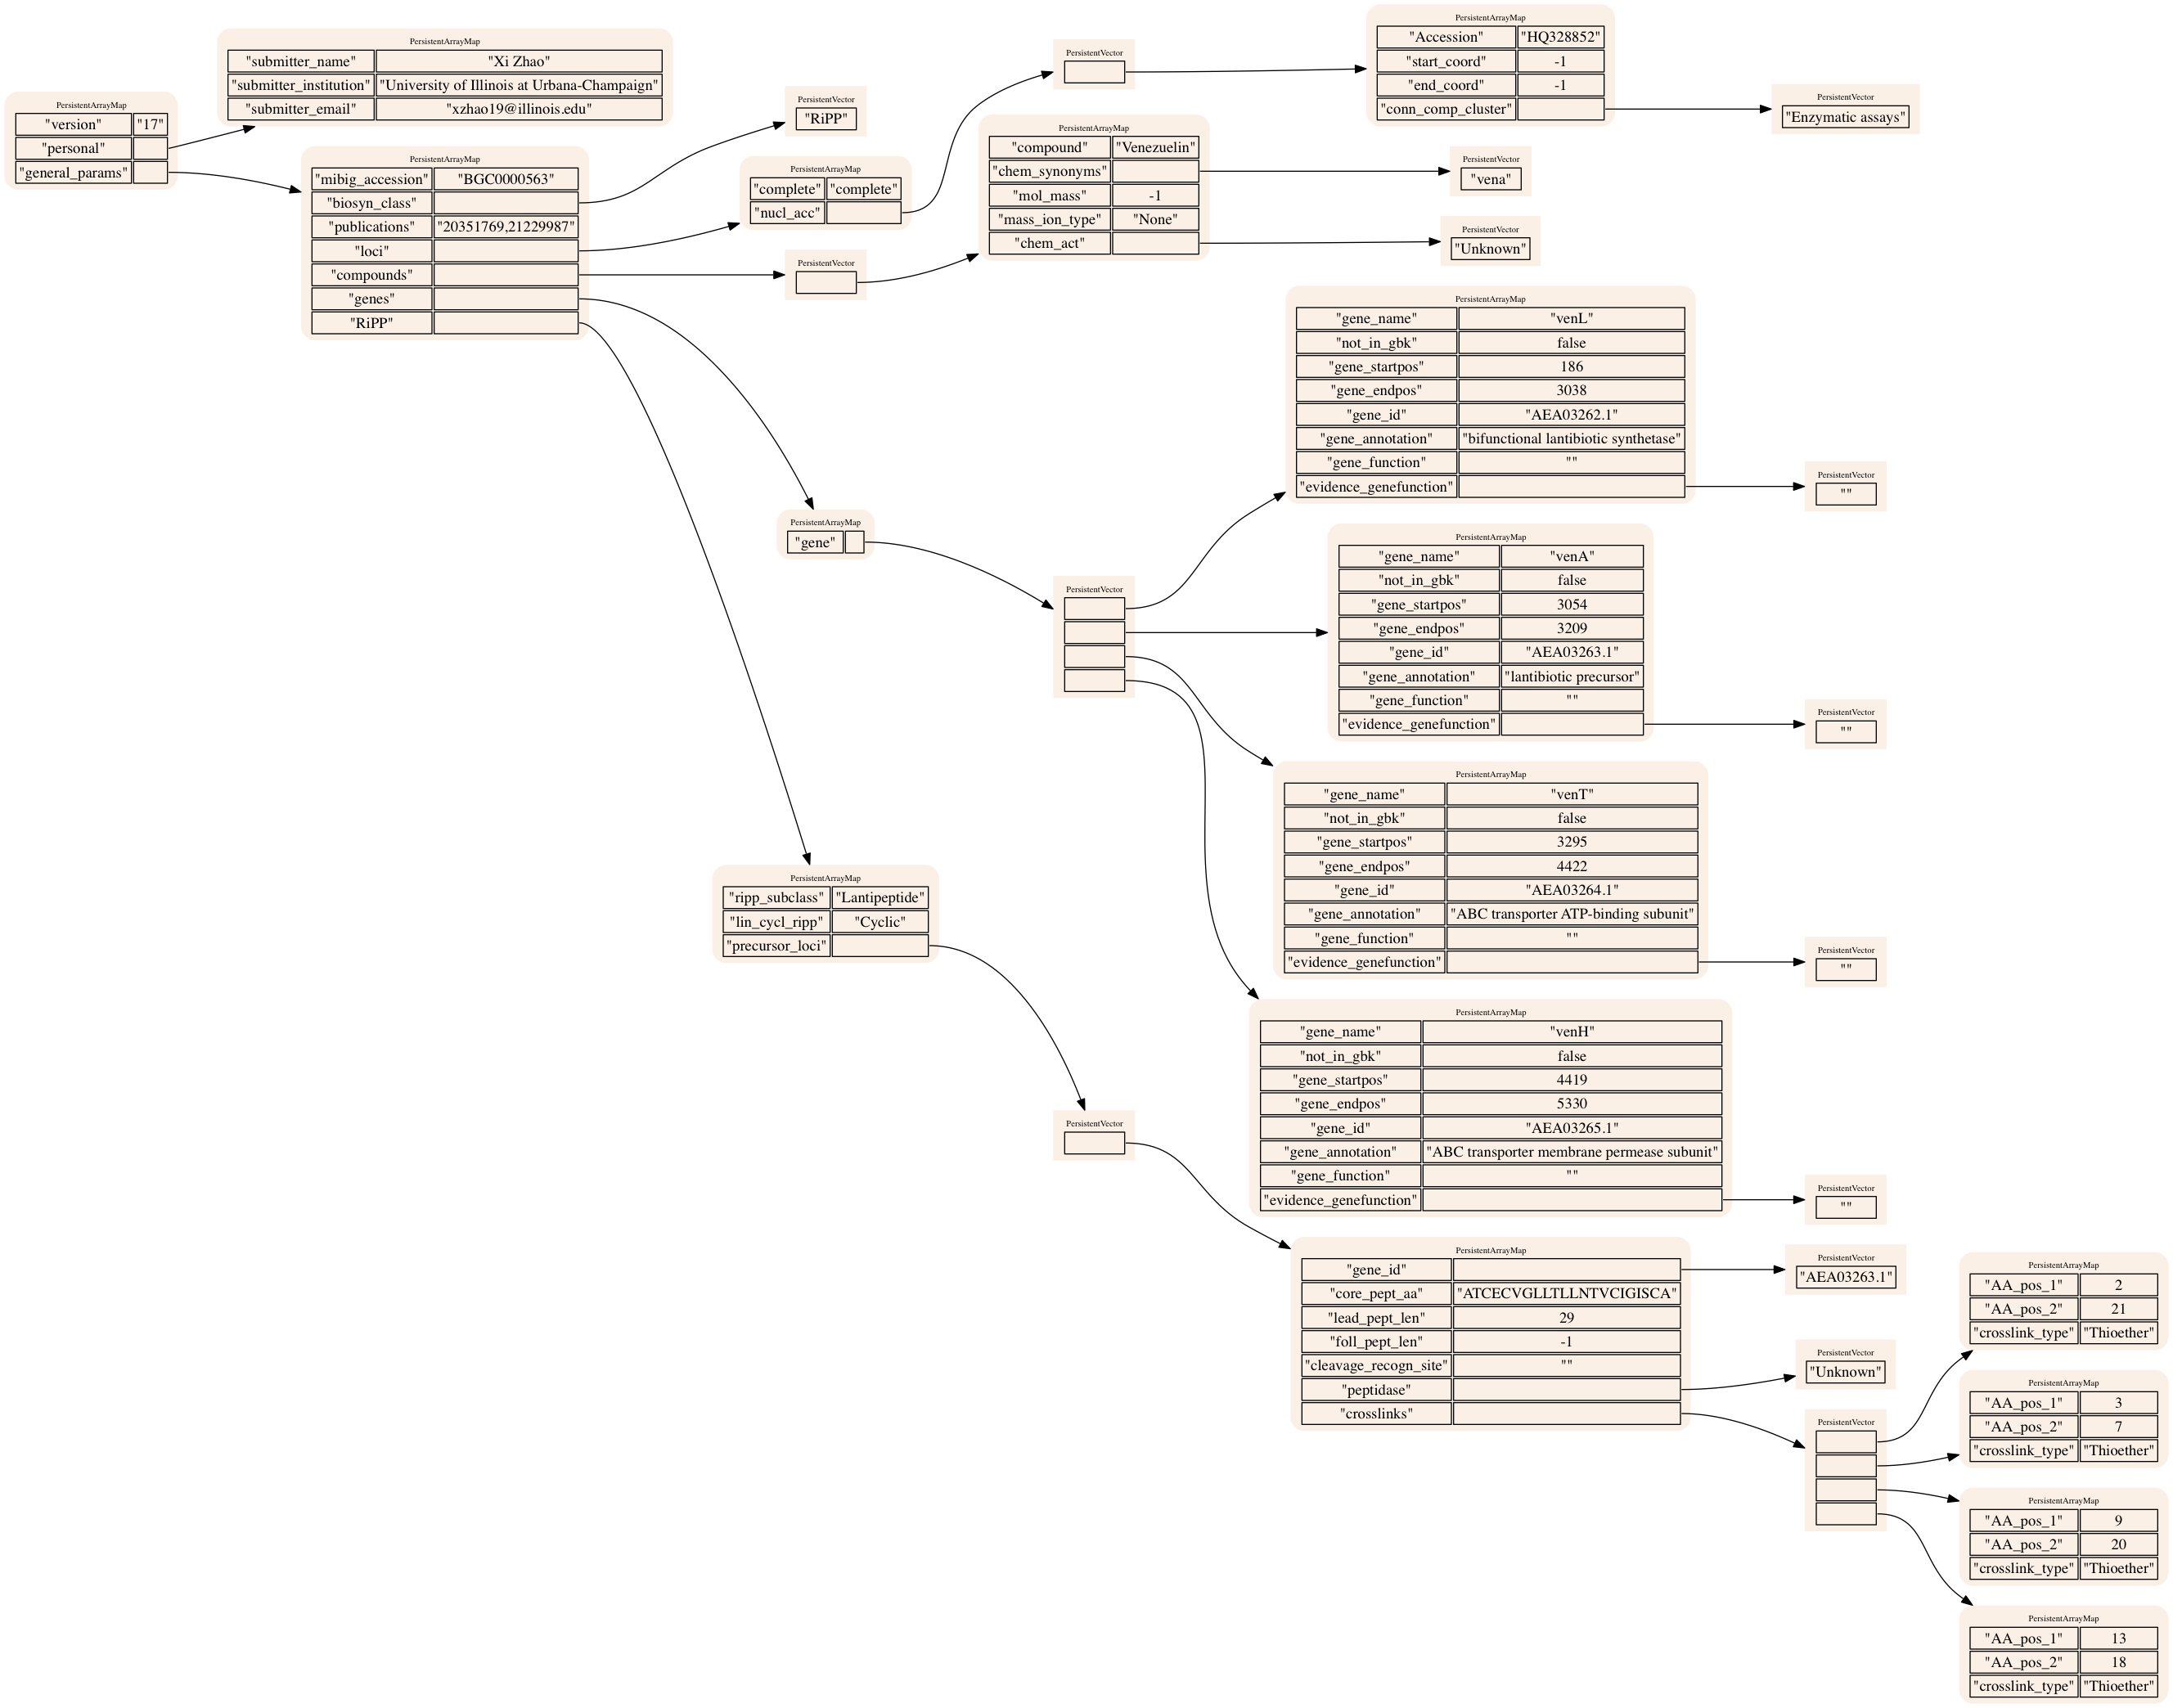 PersistentArrayMap
"version" "17"
"personal"
"general_params"
PersistentArrayMap
"submitter_name" "Xi Zhao"
"submitter_institution" "University of Illinois at Urbana-Champaign"
"submitter_email" "xzhao19@illinois.edu"
PersistentArrayMap
"mibig_accession" "BGC0000563"
"biosyn_class"
"publications" "20351769,21229987"
"loci"
"compounds"
"genes"
"RiPP"
PersistentVector
"RiPP"
PersistentArrayMap
"complete" "complete"
"nucl_acc"
PersistentVector
PersistentVector
PersistentArrayMap
"Accession" "HQ328852"
"start_coord" -1
"end_coord" -1
"conn_comp_cluster"
PersistentVector
"Enzymatic assays"
PersistentArrayMap
"compound" "Venezuelin"
"chem_synonyms"
"mol_mass" -1
"mass_ion_type" "None"
"chem_act"
PersistentVector
"vena"
PersistentVector
"Unknown"
PersistentArrayMap
"gene"
PersistentVector
PersistentArrayMap
"gene_name" "venL"
"not_in_gbk" false
"gene_startpos" 186
"gene_endpos" 3038
"gene_id" "AEA03262.1"
"gene_annotation" "bifunctional lantibiotic synthetase"
"gene_function" ""
"evidence_genefunction"
PersistentVector
""
PersistentArrayMap
"gene_name" "venA"
"not_in_gbk" false
"gene_startpos" 3054
"gene_endpos" 3209
"gene_id" "AEA03263.1"
"gene_annotation" "lantibiotic precursor"
"gene_function" ""
"evidence_genefunction"
PersistentVector
""
PersistentArrayMap
"gene_name" "venT"
"not_in_gbk" false
"gene_startpos" 3295
"gene_endpos" 4422
"gene_id" "AEA03264.1"
"gene_annotation" "ABC transporter ATP-binding subunit"
"gene_function" ""
"evidence_genefunction"
PersistentVector
""
PersistentArrayMap
"gene_name" "venH"
"not_in_gbk" false
"gene_startpos" 4419
"gene_endpos" 5330
"gene_id" "AEA03265.1"
"gene_annotation" "ABC transporter membrane permease subunit"
"gene_function" ""
"evidence_genefunction"
PersistentVector
""
PersistentArrayMap
"ripp_subclass" "Lantipeptide"
"lin_cycl_ripp" "Cyclic"
"precursor_loci"
PersistentVector
PersistentArrayMap
"gene_id"
"core_pept_aa" "ATCECVGLLTLLNTVCIGISCA"
"lead_pept_len" 29
"foll_pept_len" -1
"cleavage_recogn_site" ""
"peptidase"
"crosslinks"
PersistentVector
"AEA03263.1"
PersistentVector
"Unknown"
PersistentVector
PersistentArrayMap
"AA_pos_1" 2
"AA_pos_2" 21
"crosslink_type" "Thioether"
PersistentArrayMap
"AA_pos_1" 3
"AA_pos_2" 7
"crosslink_type" "Thioether"
PersistentArrayMap
"AA_pos_1" 9
"AA_pos_2" 20
"crosslink_type" "Thioether"
PersistentArrayMap
"AA_pos_1" 13
"AA_pos_2" 18
"crosslink_type" "Thioether"